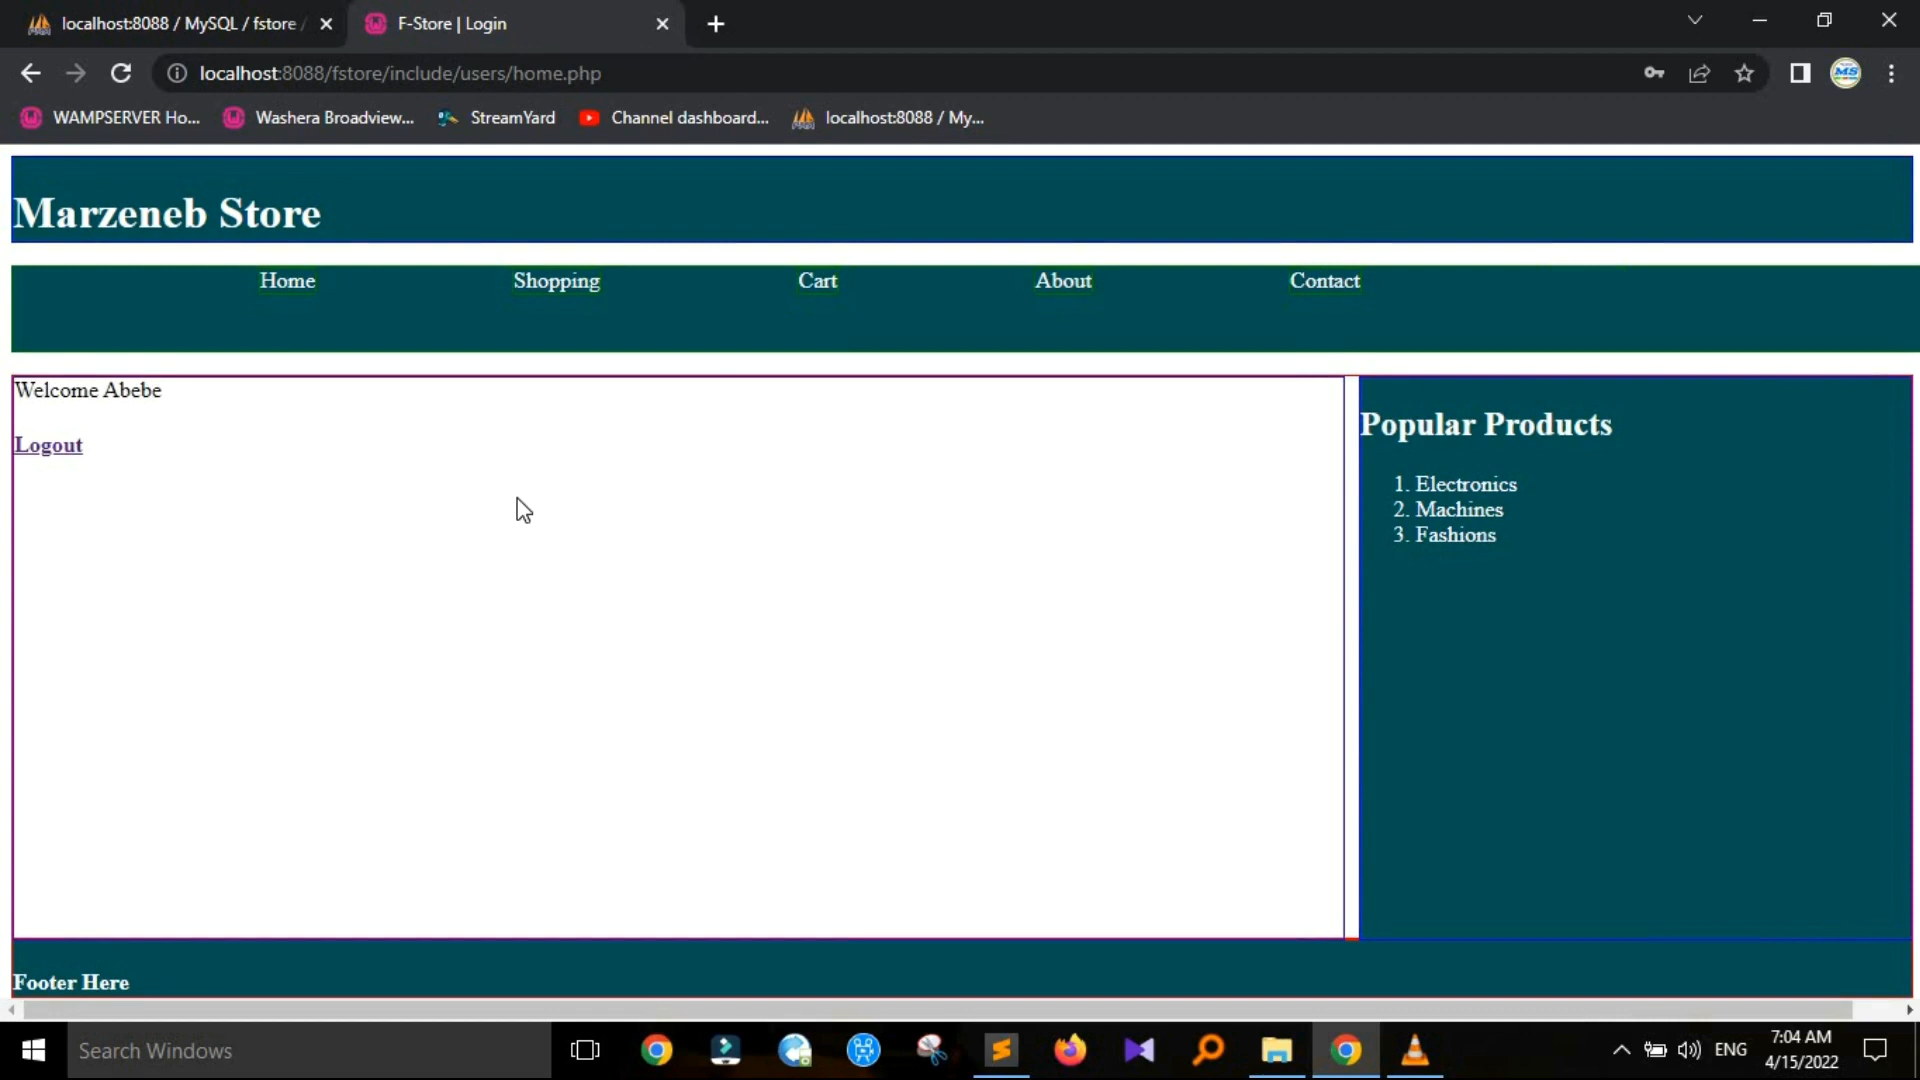 localhost:8088 / MySQL / fstore /
F-Store | Login
localhost:8088/fstore/include/users/home.php
WAMPSERVER Ho...
Washera Broadview...
StreamYard
Channel dashboard...
localhost:8088 / My...
MS
Marzeneb Store
Home
Shopping
Cart
About
Contact
Welcome Abebe
Logout
Popular Products
1. Electronics
2. Machines
3. Fashions
Footer Here
Search Windows
ENG
7:04 AM
4/15/2022